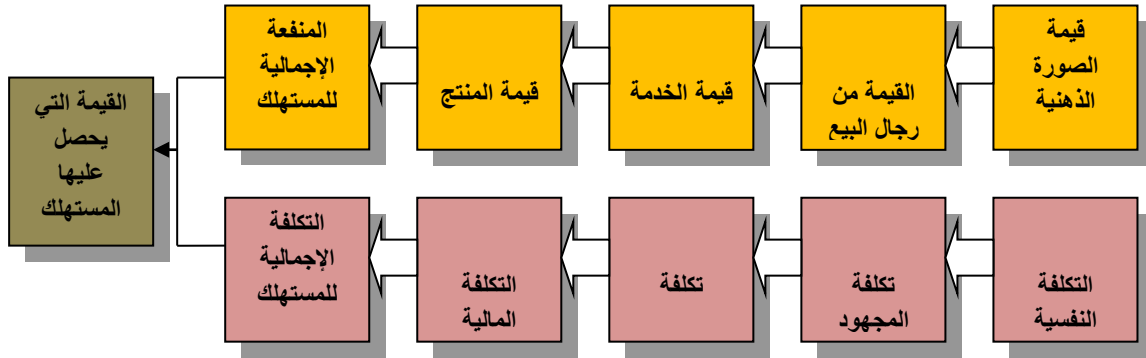 قيمة
الصورة
الذهنية
القيمة من
رجال البيع
قيمة الخدمة
قيمة المنتج
المنفعة
الإجمالية
للمستهلك
القيمة التي
يحصل
عليها
المستهلك
التكلفة
النفسية
تكلفة
المجهود
تكلفة
التكلفة
المالية
التكلفة
الإجمالية
للمستهلك